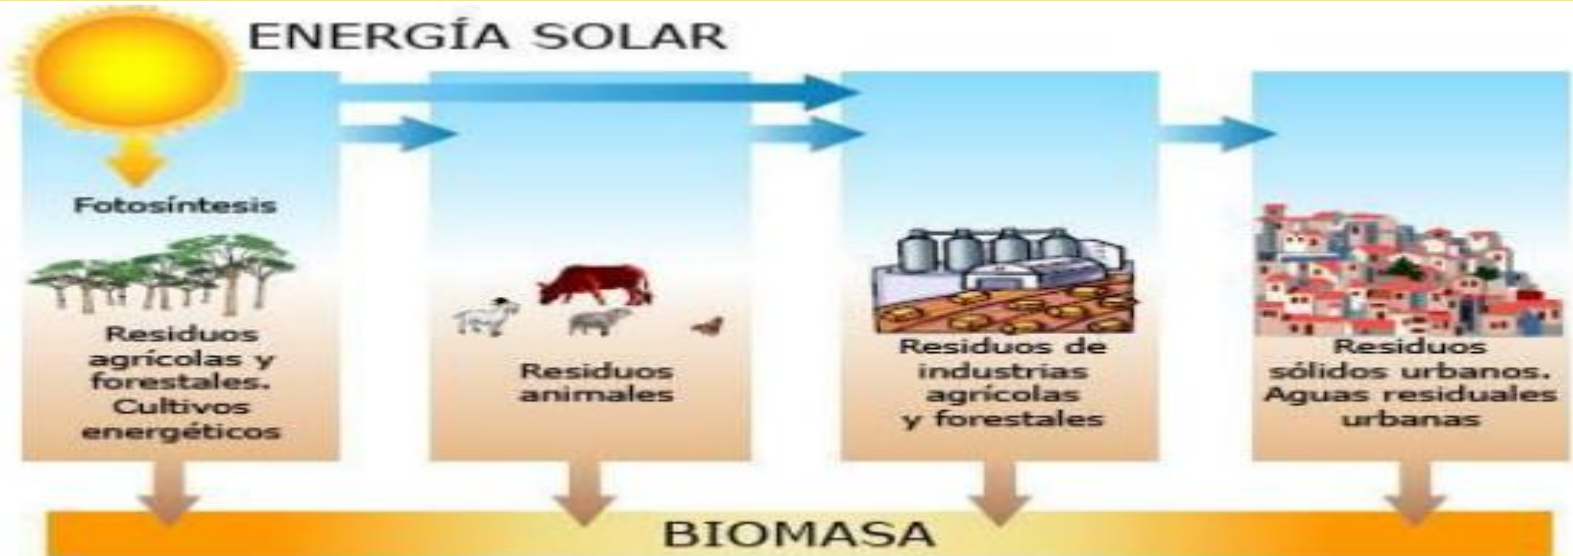 ENERGÍA SOLAR
Fotosíntesis
Residuos
agrícolas y
forestales.
Cultivos
energéticos
Residuos
animales
Residuos de
industrias
agrícolas
y forestales
Residuos
sólidos urbanos.
Aguas residuales
urbanas
BIOMASA